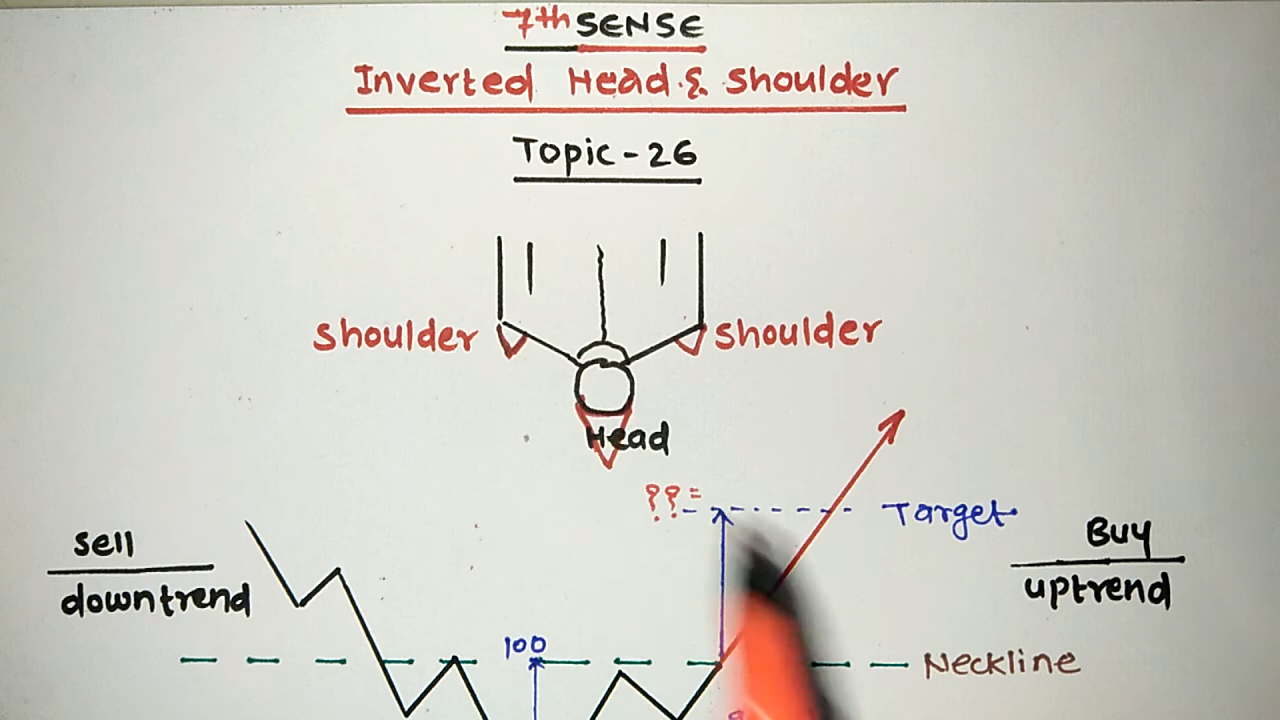 7th SENSE
Inverted Head & Shoulder
Topic - 26
Shoulder
Shoulder
Head
??=
Target
Sell
downtrend
Buy
uptrend
100
Neckline